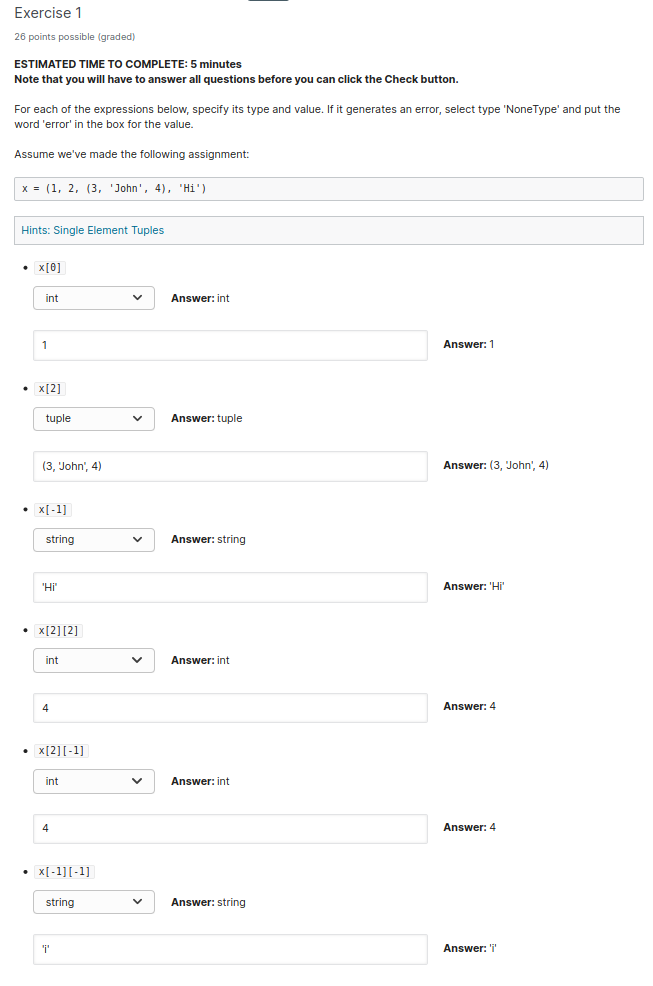 Exercise 1
26 points possible (graded)
ESTIMATED TIME TO COMPLETE: 5 minutes
Note that you will have to answer all questions before you can click the Check button.
For each of the expressions below, specify its type and value. If it generates an error, select type 'NoneType' and put the
word 'error' in the box for the value.
Assume we've made the following assignment:
x = (1, 2, (3, 'John', 4), 'Hi')
Hints: Single Element Tuples
x[0]
int Answer: int
1 Answer: 1
x[2]
tuple Answer: tuple
(3, 'John', 4) Answer: (3, 'John', 4)
x[-1]
string Answer: string
'Hi' Answer: 'Hi'
x[2][2]
int Answer: int
4 Answer: 4
x[2][-1]
int Answer: int
4 Answer: 4
x[-1][-1]
string Answer: string
'i' Answer: 'i'